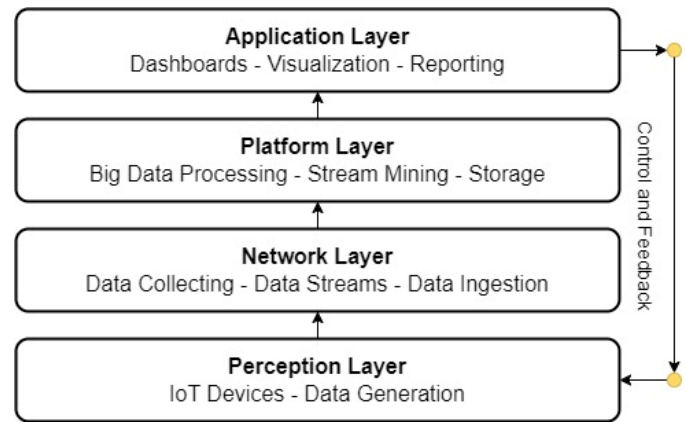 Application Layer
Dashboards - Visualization - Reporting
Platform Layer
Big Data Processing - Stream Mining - Storage
Network Layer
Data Collecting - Data Streams - Data Ingestion
Perception Layer
IoT Devices - Data Generation
Control and Feedback